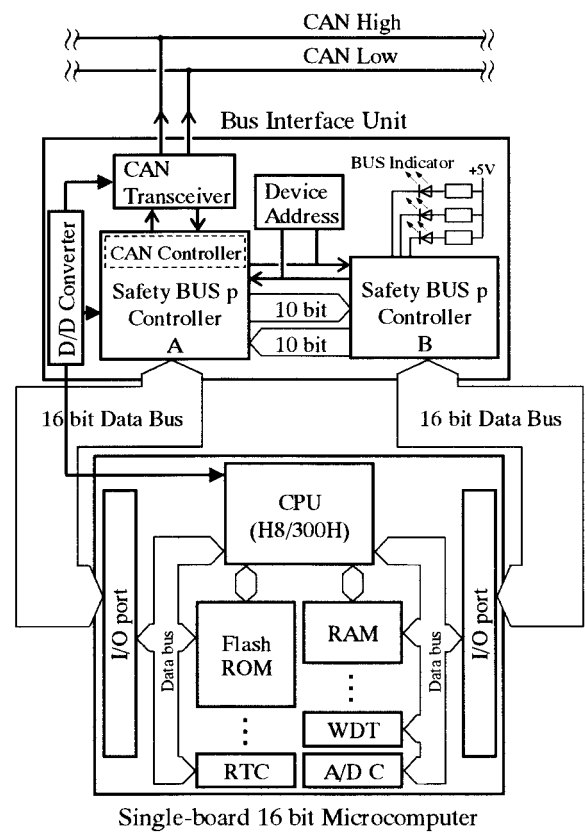 CAN High
CAN Low
Bus Interface Unit
CAN
Transceiver
Device
Address
BUS Indicator
+5V
D/D Converter
CAN Controller
Safety BUS p
Controller
A
10 bit
10 bit
Safety BUS p
Controller
B
16 bit Data Bus
16 bit Data Bus
CPU
(H8/300H)
I/O port
Data bus
Flash
ROM
RAM
Data bus
I/O port
WDT
RTC
A/D C
Single-board 16 bit Microcomputer